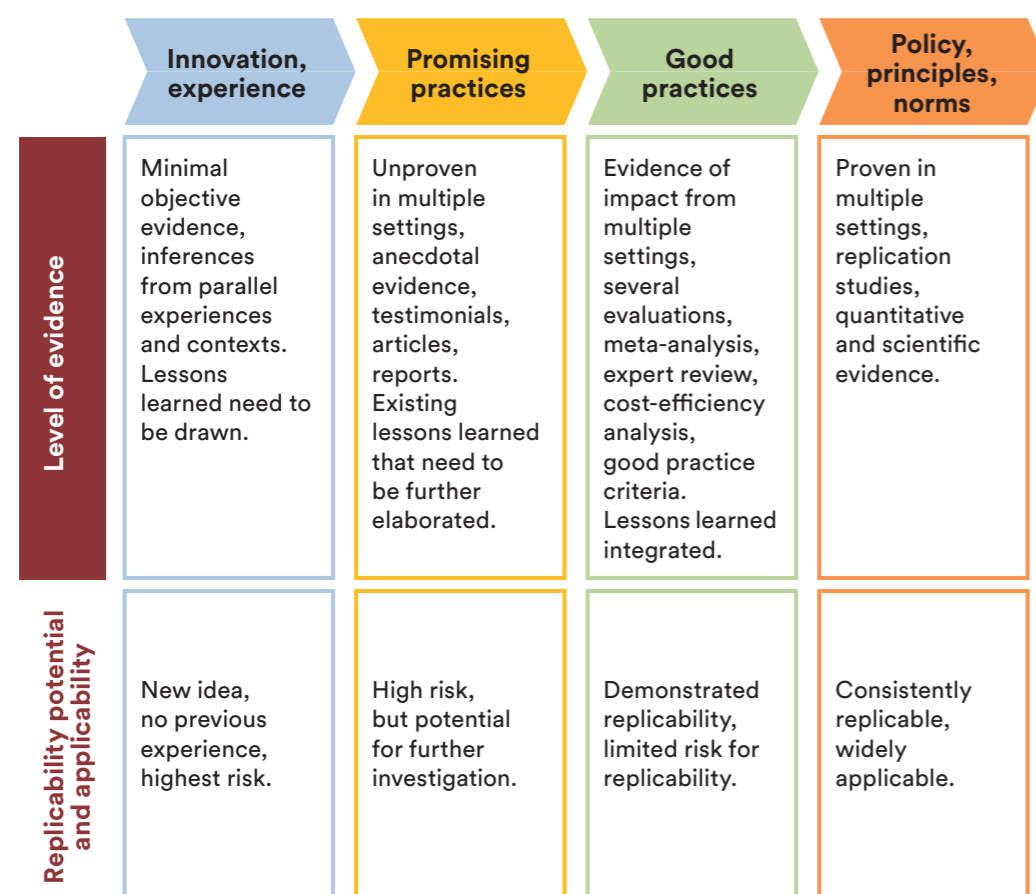 Innovation,
experience
Promising
practices
Good
practices
Policy,
principles,
norms
Level of evidence
Minimal
objective
evidence,
inferences
from parallel
experiences
and contexts.
Lessons
learned need to
be drawn.
Unproven
in multiple
settings,
anecdotal
evidence,
testimonials,
articles,
reports.
Existing
lessons learned
that need to
be further
elaborated.
Evidence of
impact from
multiple
settings,
several
evaluations,
meta-analysis,
expert review,
cost-efficiency
analysis,
good practice
criteria.
Lessons learned
integrated.
Proven in
multiple
settings,
replication
studies,
quantitative
and scientific
evidence.
Replicability potential
and applicability
New idea,
no previous
experience,
highest risk.
High risk,
but potential
for further
investigation.
Demonstrated
replicability,
limited risk for
replicability.
Consistently
replicable,
widely
applicable.